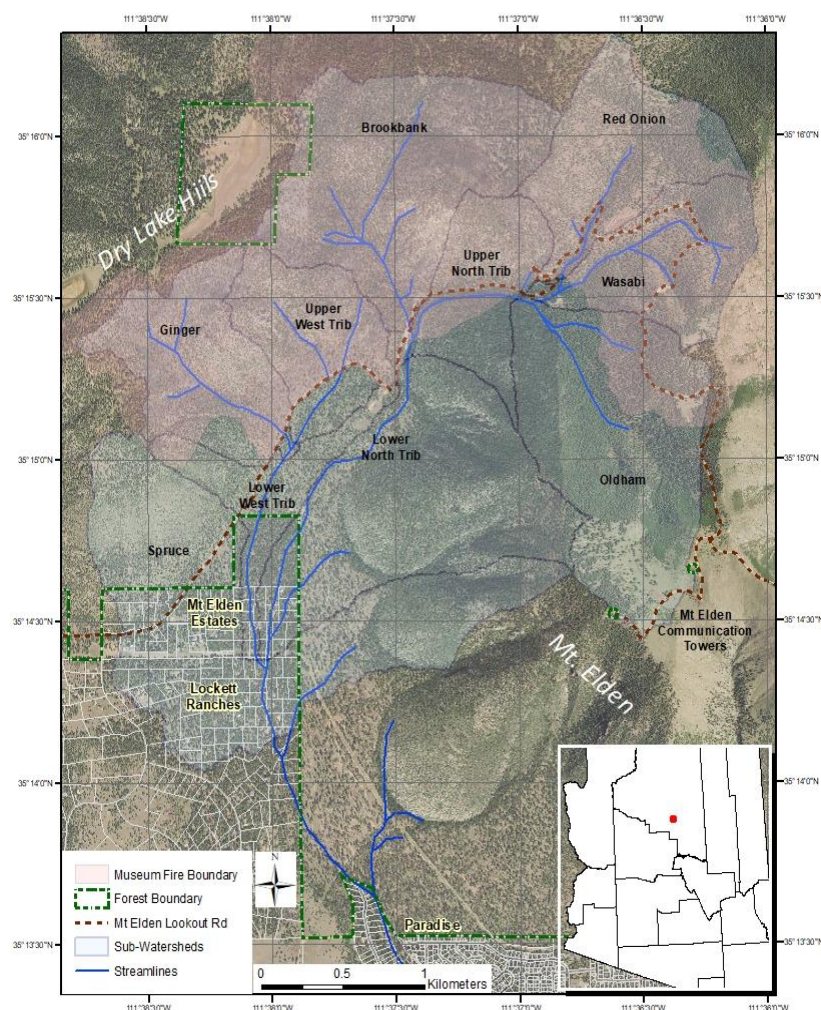 111°38'30"W 111°38'0"W 111°37'30"W 111°37'0"W 111°36'30"W 111°36'0"W
35°16'0"N
35°16'0"N
Brookbank
Red Onion
Dry Lake Hiils
Upper
North Trib
Wasabi
35°15'30"N
35°15'30"N
Ginger
Upper
West Trib
Lower
North Trib
35°15'0"N
35°15'0"N
Oldham
Lower
West Trib
Spruce
Mt Elden
Estates
35°14'30"N
35°14'30"N
Mt Elden
Communication
Towers
Mt. Elden
Lockett
Ranches
35°14'0"N
35°14'0"N
Museum Fire Boundary
Forest Boundary
Mt Elden Lookout Rd
Sub-Watersheds
Streamlines
N
Paradise
35°13'30"N
35°13'30"N
0 0.5 1
Kilometers
111°38'30"W 111°38'0"W 111°37'30"W 111°37'0"W 111°36'30"W 111°36'0"W